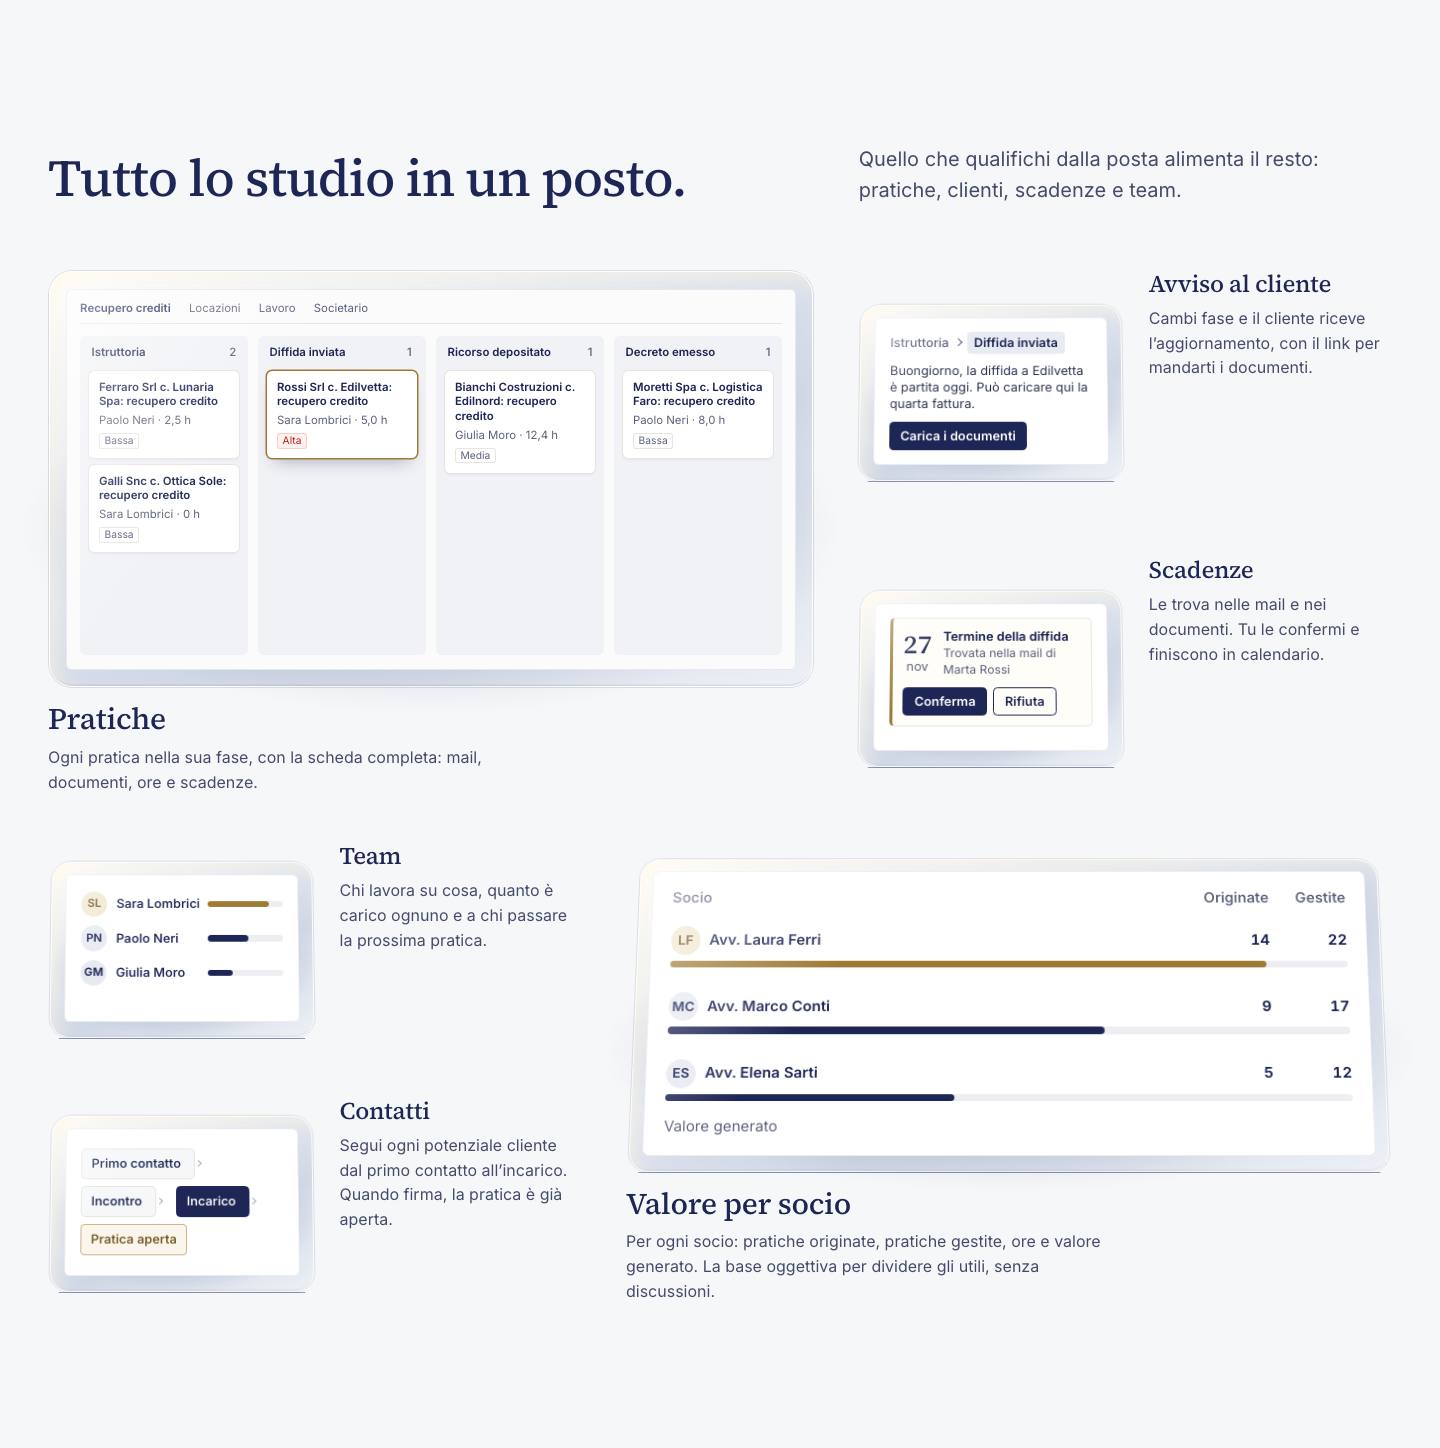 Tutto lo studio in un posto.
Quello che qualifichi dalla posta alimenta il resto:
pratiche, clienti, scadenze e team.
Recupero crediti Locazioni Lavoro Societario
Istruttoria 2
Ferraro Srl c. Lunaria
Spa: recupero credito
Paolo Neri · 2,5 h
Bassa
Galli Snc c. Ottica Sole:
recupero credito
Sara Lombrici · 0 h
Bassa
Diffida inviata 1
Rossi Srl c. Edilvetta:
recupero credito
Sara Lombrici · 5,0 h
Alta
Ricorso depositato 1
Bianchi Costruzioni c.
Edilnord: recupero
credito
Giulia Moro · 12,4 h
Media
Decreto emesso 1
Moretti Spa c. Logistica
Faro: recupero credito
Paolo Neri · 8,0 h
Bassa
Pratiche
Ogni pratica nella sua fase, con la scheda completa: mail,
documenti, ore e scadenze.
Istruttoria > Diffida inviata
Buongiorno, la diffida a Edilvetta
è partita oggi. Può caricare qui la
quarta fattura.
Carica i documenti
Avviso al cliente
Cambi fase e il cliente riceve
l’aggiornamento, con il link per
mandarti i documenti.
27
nov
Termine della diffida
Trovata nella mail di
Marta Rossi
Conferma Rifiuta
Scadenze
Le trova nelle mail e nei
documenti. Tu le confermi e
finiscono in calendario.
SL Sara Lombrici
PN Paolo Neri
GM Giulia Moro
Team
Chi lavora su cosa, quanto è
carico ognuno e a chi passare
la prossima pratica.
Primo contatto >
Incontro > Incarico >
Pratica aperta
Contatti
Segui ogni potenziale cliente
dal primo contatto all’incarico.
Quando firma, la pratica è già
aperta.
Socio Originate Gestite
LF Avv. Laura Ferri 14 22
MC Avv. Marco Conti 9 17
ES Avv. Elena Sarti 5 12
Valore generato
Valore per socio
Per ogni socio: pratiche originate, pratiche gestite, ore e valore
generato. La base oggettiva per dividere gli utili, senza
discussioni.